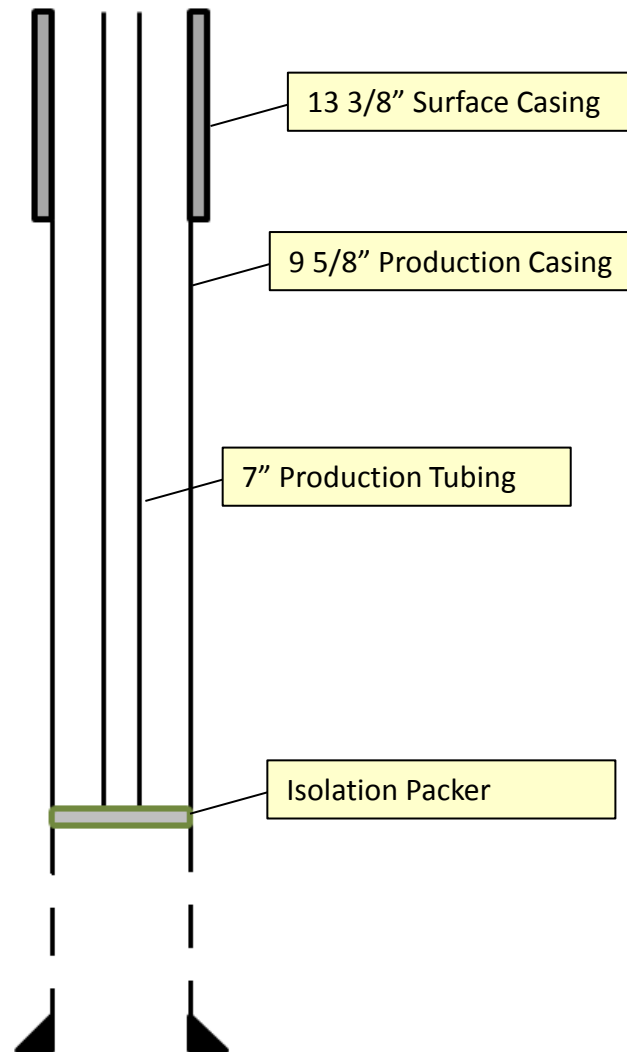 13 3/8” Surface Casing
9 5/8” Production Casing
7” Production Tubing
Isolation Packer